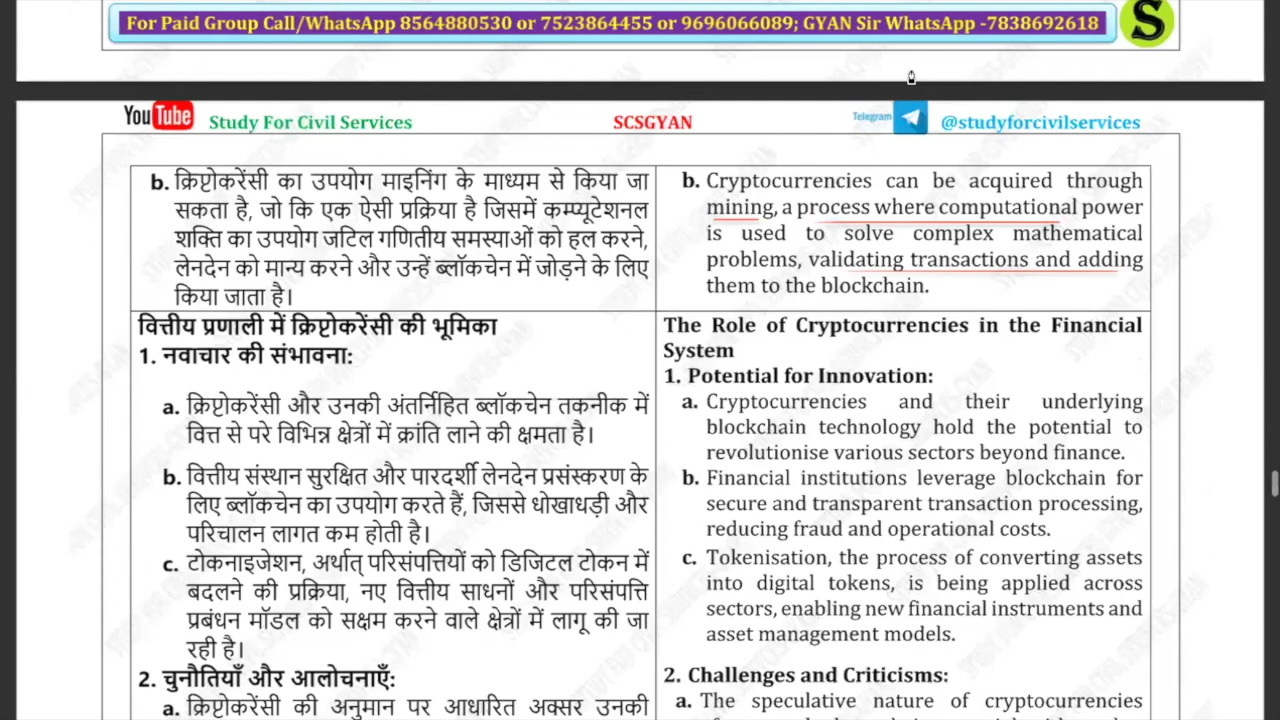 For Paid Group Call/WhatsApp 8564880530 or 7523864455 or 9696066089; GYAN Sir WhatsApp -7838692618
S
YouTube Study For Civil Services SCSGYAN Telegram @studyforcivilservices
b. क्रिप्टोकरेंसी का उपयोग माइनिंग के माध्यम से किया जा
सकता है, जो कि एक ऐसी प्रक्रिया है जिसमें कम्प्यूटेशनल
शक्ति का उपयोग जटिल गणितीय समस्याओं को हल करने,
लेनदेन को मान्य करने और उन्हें ब्लॉकचेन में जोड़ने के लिए
किया जाता है।
b. Cryptocurrencies can be acquired through
mining, a process where computational power
is used to solve complex mathematical
problems, validating transactions and adding
them to the blockchain.
वित्तीय प्रणाली में क्रिप्टोकरेंसी की भूमिका
1. नवाचार की संभावना:
a. क्रिप्टोकरेंसी और उनकी अंतर्निहित ब्लॉकचेन तकनीक में
वित्त से परे विभिन्न क्षेत्रों में क्रांति लाने की क्षमता है।
b. वित्तीय संस्थान सुरक्षित और पारदर्शी लेनदेन प्रसंस्करण के
लिए ब्लॉकचेन का उपयोग करते हैं, जिससे धोखाधड़ी और
परिचालन लागत कम होती है।
c. टोकनाइजेशन, अर्थात् परिसंपत्तियों को डिजिटल टोकन में
बदलने की प्रक्रिया, नए वित्तीय साधनों और परिसंपत्ति
प्रबंधन मॉडल को सक्षम करने वाले क्षेत्रों में लागू की जा
रही है।
2. चुनौतियाँ और आलोचनाएँ:
a. क्रिप्टोकरेंसी की अनुमान पर आधारित अक्सर उनकी
The Role of Cryptocurrencies in the Financial
System
1. Potential for Innovation:
a. Cryptocurrencies and their underlying
blockchain technology hold the potential to
revolutionise various sectors beyond finance.
b. Financial institutions leverage blockchain for
secure and transparent transaction processing,
reducing fraud and operational costs.
c. Tokenisation, the process of converting assets
into digital tokens, is being applied across
sectors, enabling new financial instruments and
asset management models.
2. Challenges and Criticisms:
a. The speculative nature of cryptocurrencies